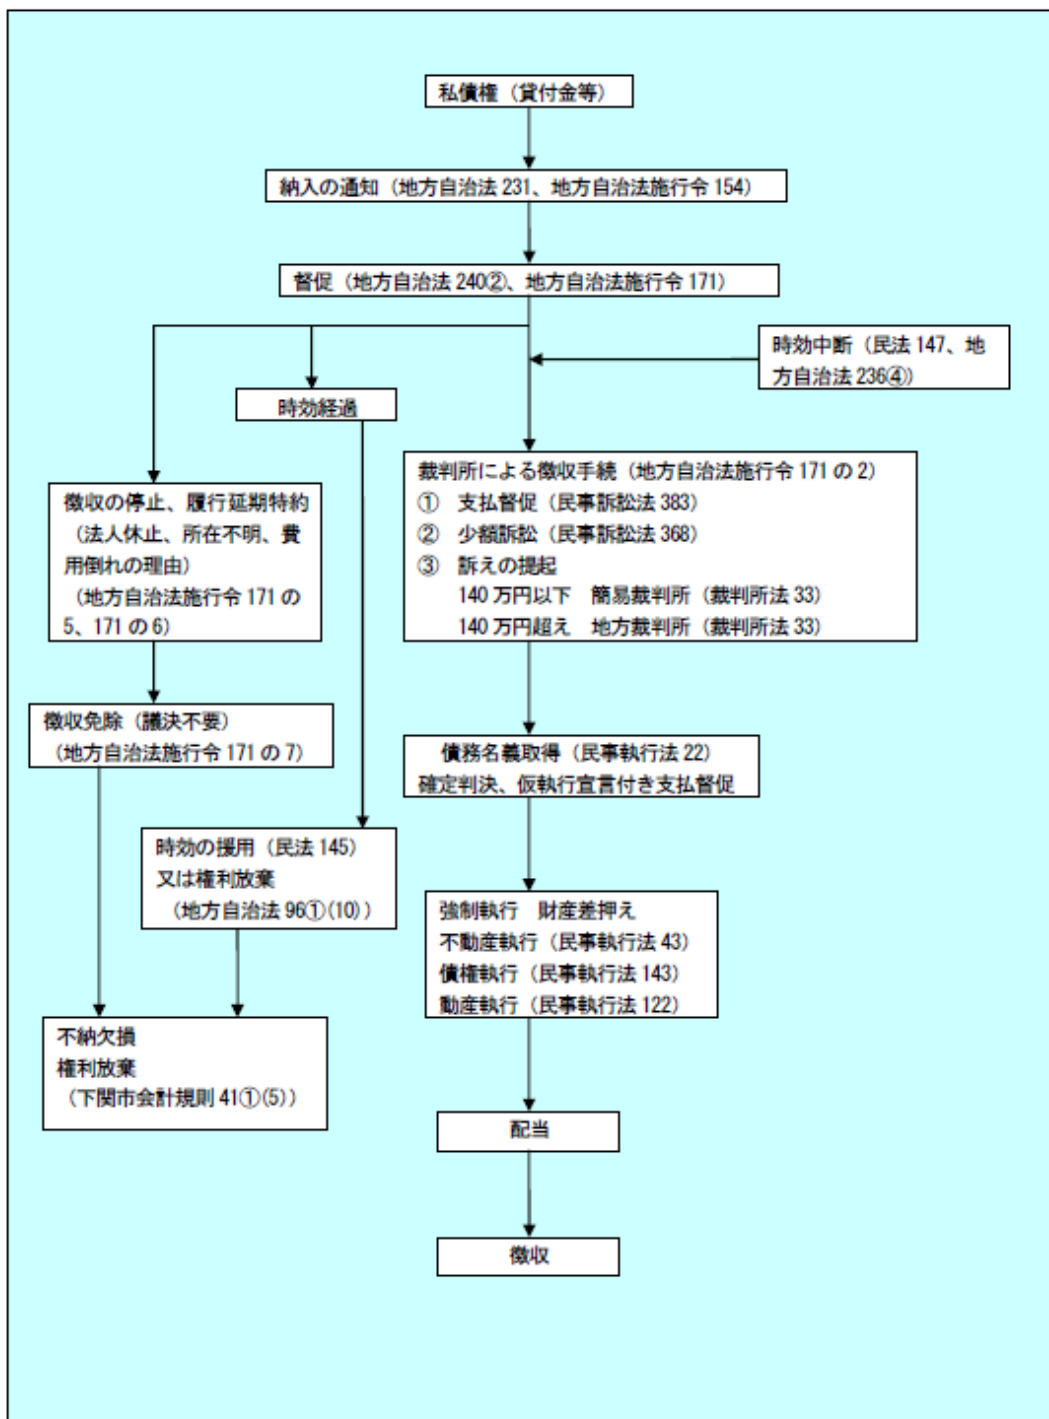 私債権（貸付金等）
納入の通知（地方自治法 231、地方自治法施行令 154）
督促（地方自治法 240②、地方自治法施行令 171）
時効中断（民法 147、地
方自治法 236④）
時効経過
裁判所による徴収手続（地方自治法施行令 171 の 2）
① 支払督促（民事訴訟法 383）
② 少額訴訟（民事訴訟法 368）
③ 訴えの提起
140 万円以下 簡易裁判所（裁判所法 33）
140 万円超え 地方裁判所（裁判所法 33）
徴収の停止、履行延期特約
（法人休止、所在不明、費
用倒れの理由）
（地方自治法施行令 171 の
5、171 の 6）
徴収免除（議決不要）
（地方自治法施行令 171 の 7）
債務名義取得（民事執行法 22）
確定判決、仮執行宣言付き支払督促
時効の援用（民法 145）
又は権利放棄
（地方自治法 96①(10)）
強制執行 財産差押え
不動産執行（民事執行法 43）
債権執行（民事執行法 143）
動産執行（民事執行法 122）
不納欠損
権利放棄
（下関市会計規則 41①(5)）
配当
徴収